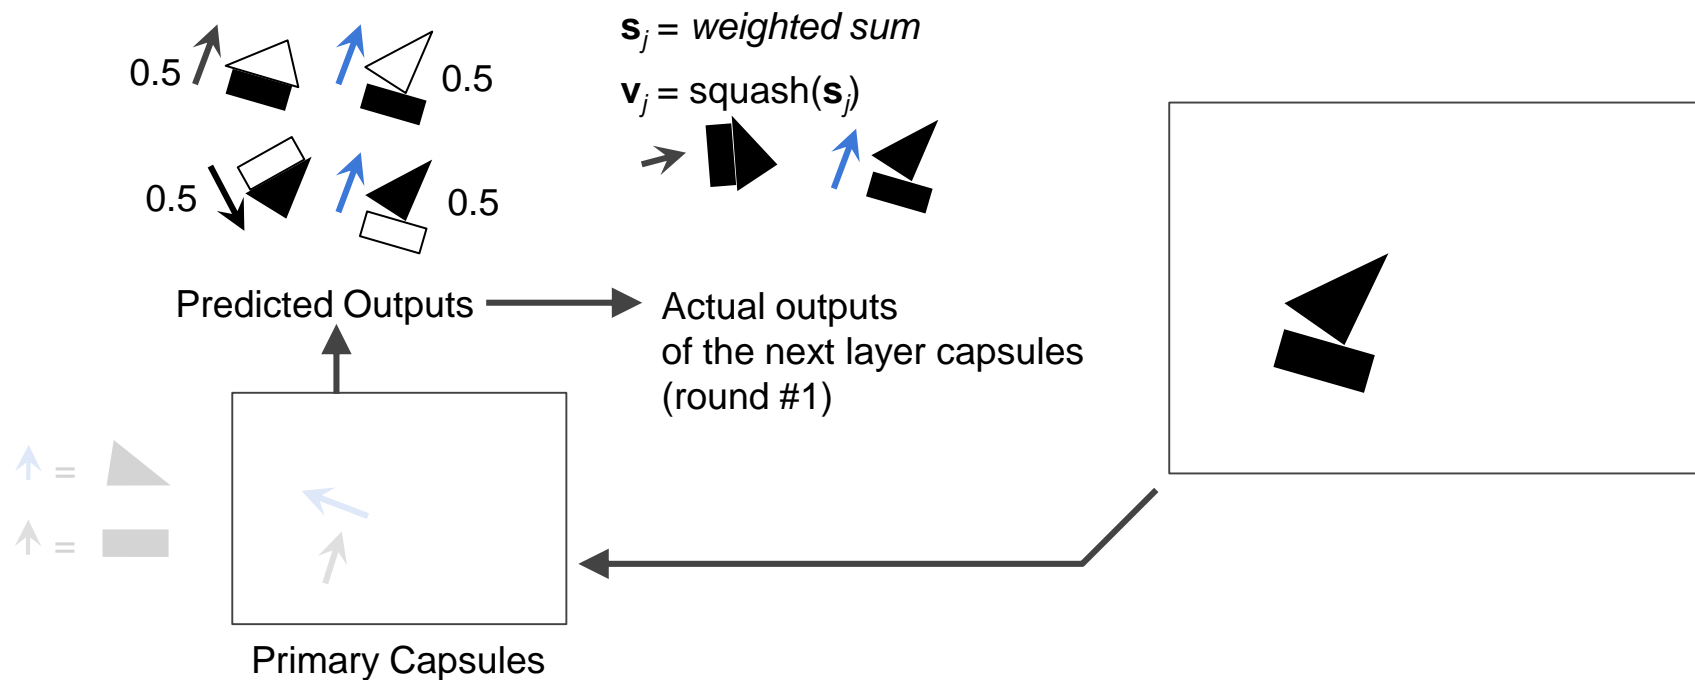 s_j = weighted sum
0.5
0.5
v_j = squash(s_j)
0.5
0.5
Predicted Outputs
Actual outputs
of the next layer capsules
(round #1)
=
=
Primary Capsules